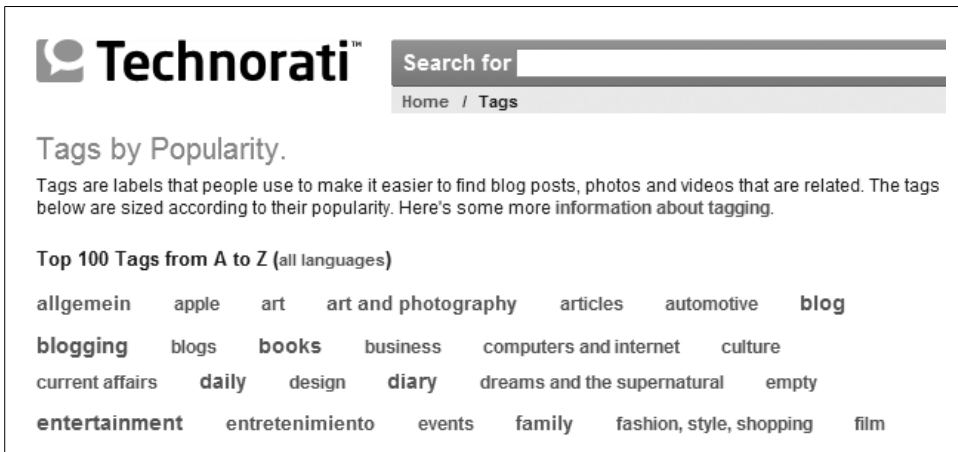 Technorati™
Search for
Home / Tags
Tags by Popularity.
Tags are labels that people use to make it easier to find blog posts, photos and videos that are related. The tags
below are sized according to their popularity. Here's some more information about tagging.
Top 100 Tags from A to Z (all languages)
allgemein apple art art and photography articles automotive blog
blogging blogs books business computers and internet culture
current affairs daily design diary dreams and the supernatural empty
entertainment entretenimiento events family fashion, style, shopping film